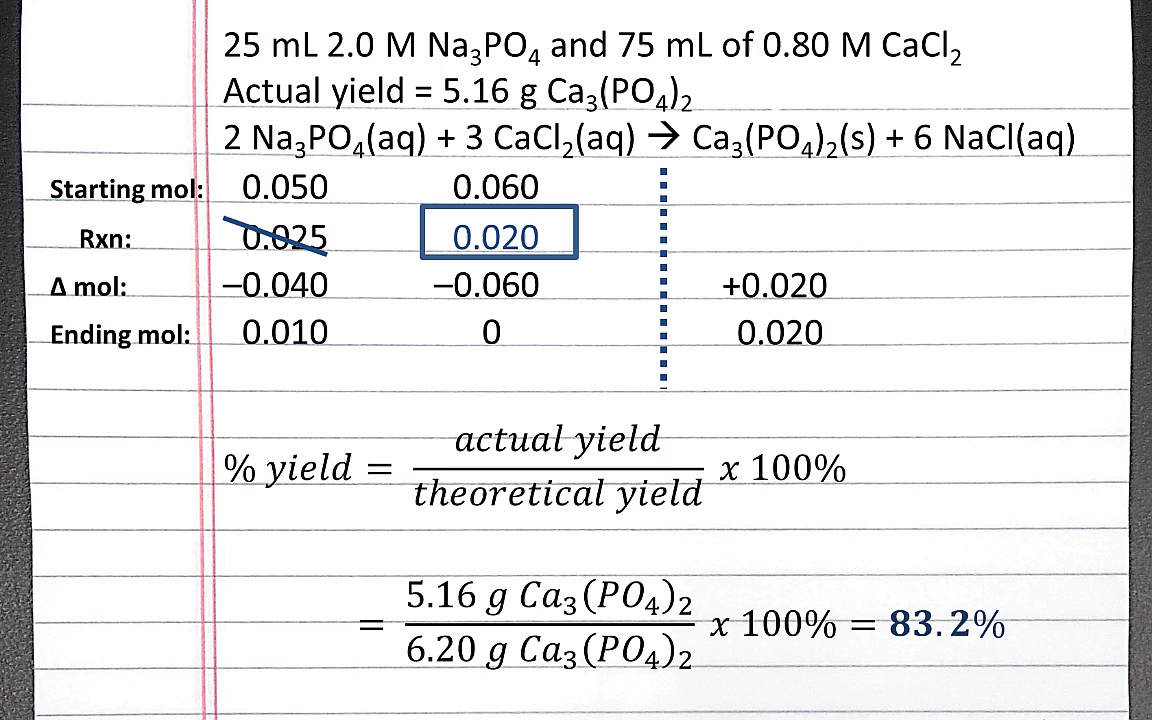 25 mL 2.0 M Na₃PO₄ and 75 mL of 0.80 M CaCl₂
Actual yield = 5.16 g Ca₃(PO₄)₂
2 Na₃PO₄(aq) + 3 CaCl₂(aq) → Ca₃(PO₄)₂(s) + 6 NaCl(aq)
Starting mol: 0.050 0.060
Rxn: 0.025 0.020
Δ mol: –0.040 –0.060 +0.020
Ending mol: 0.010 0 0.020
% yield = actual yield / theoretical yield x 100%
= 5.16 g Ca₃(PO₄)₂ / 6.20 g Ca₃(PO₄)₂ x 100% = 83.2%